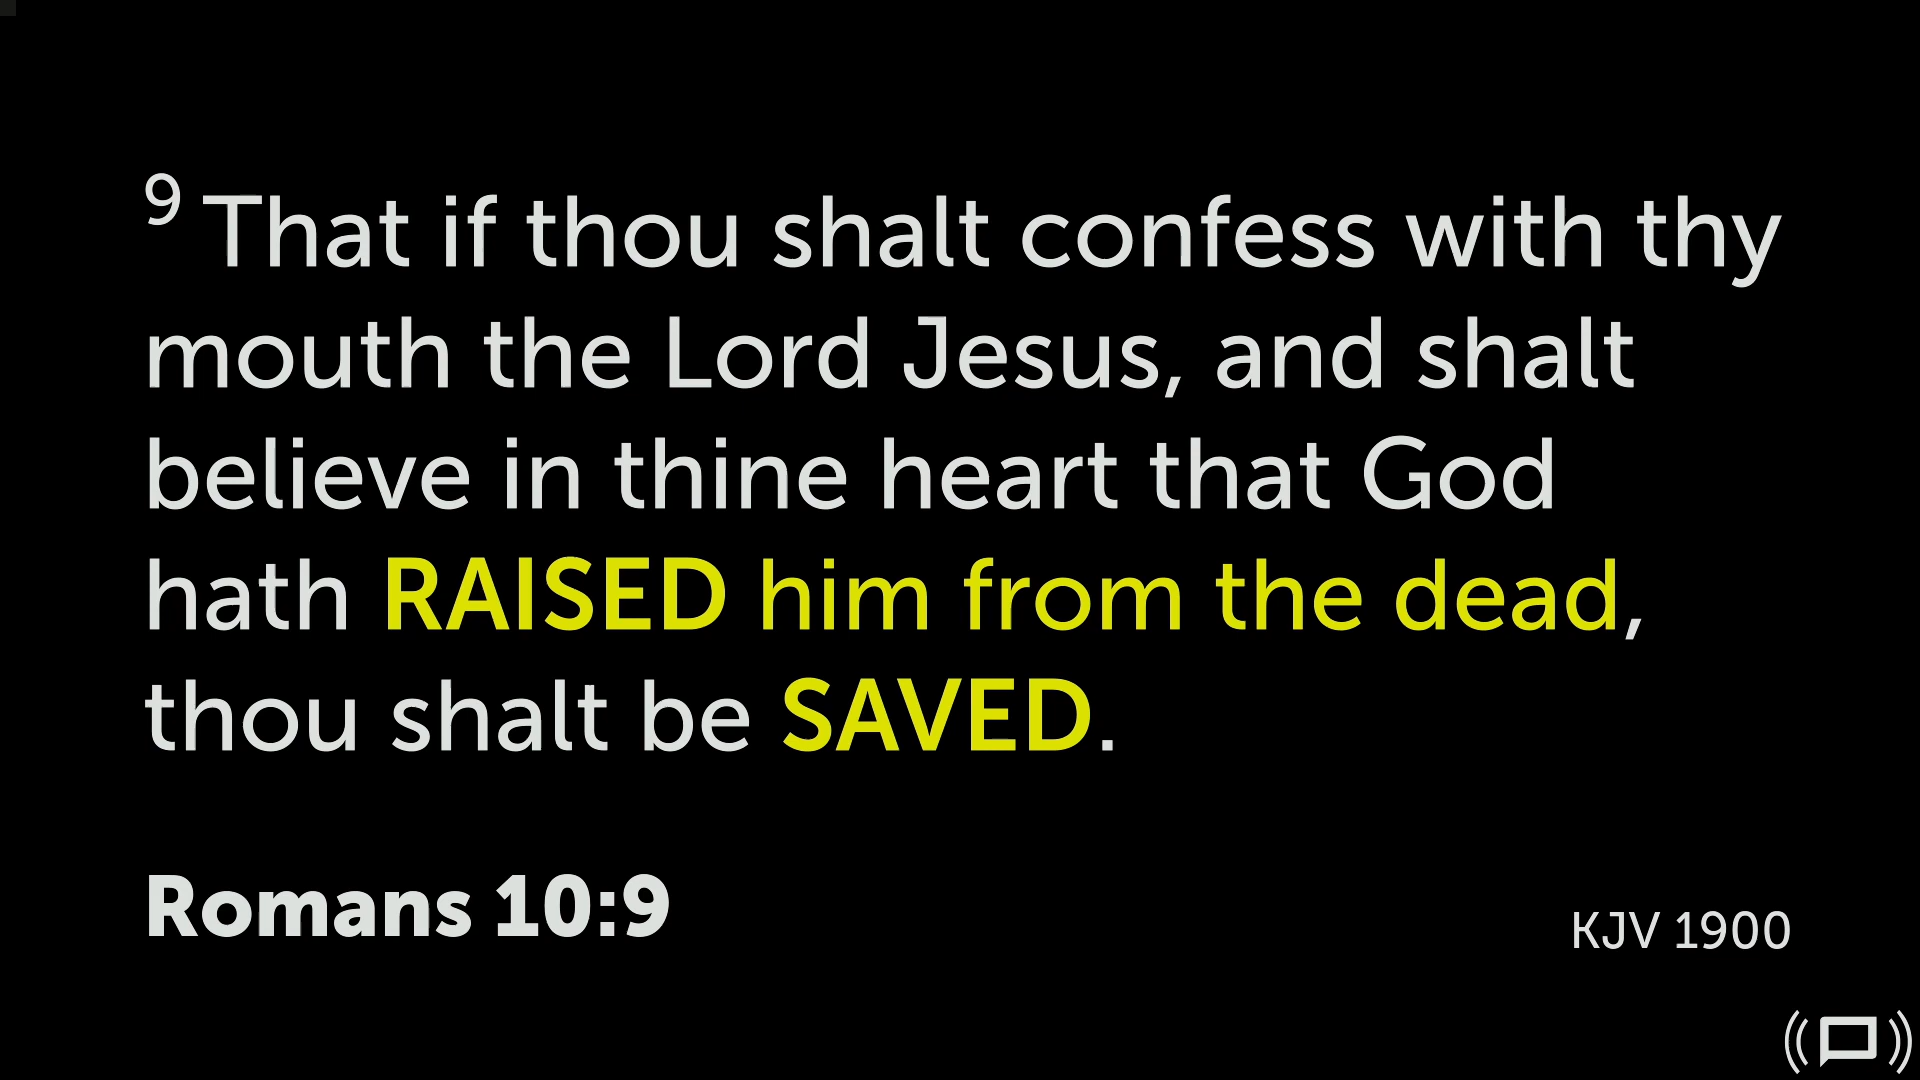 9 That if thou shalt confess with thy
mouth the Lord Jesus, and shalt
believe in thine heart that God
hath RAISED him from the dead,
thou shalt be SAVED.
Romans 10:9
KJV 1900